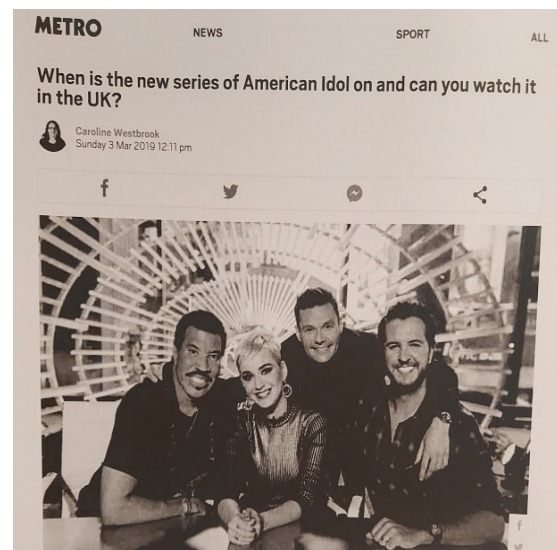 METRO
NEWS
SPORT
ALL
When is the new series of American Idol on and can you watch it
in the UK?
Caroline Westbrook
Sunday 3 Mar 2019 12:11 pm